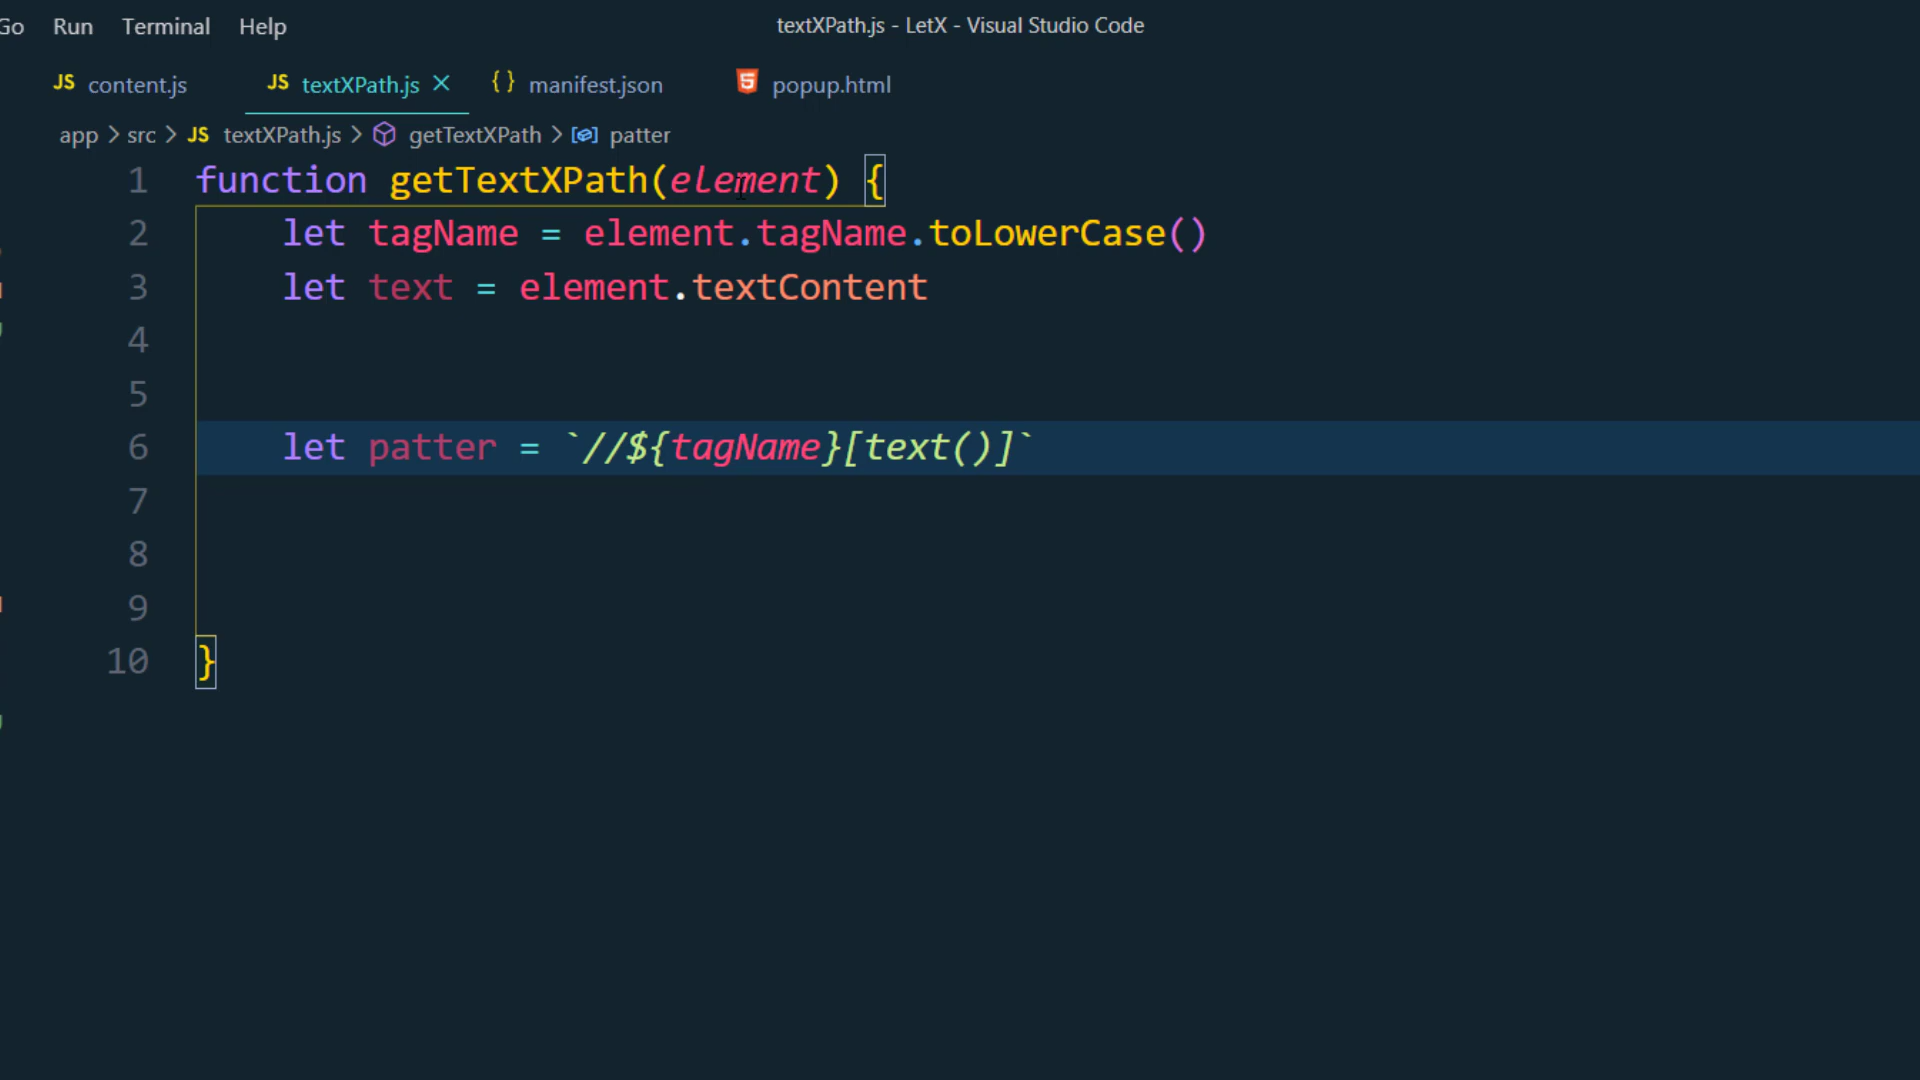 Go Run Terminal Help textXPath.js - LetX - Visual Studio Code
JS content.js JS textXPath.js {} manifest.json 5 popup.html
app > src > JS textXPath.js > getTextXPath > patter
1 function getTextXPath(element) {
2 let tagName = element.tagName.toLowerCase()
3 let text = element.textContent
4
5
6 let patter = `//${tagName}[text()]`
7
8
9
10 }